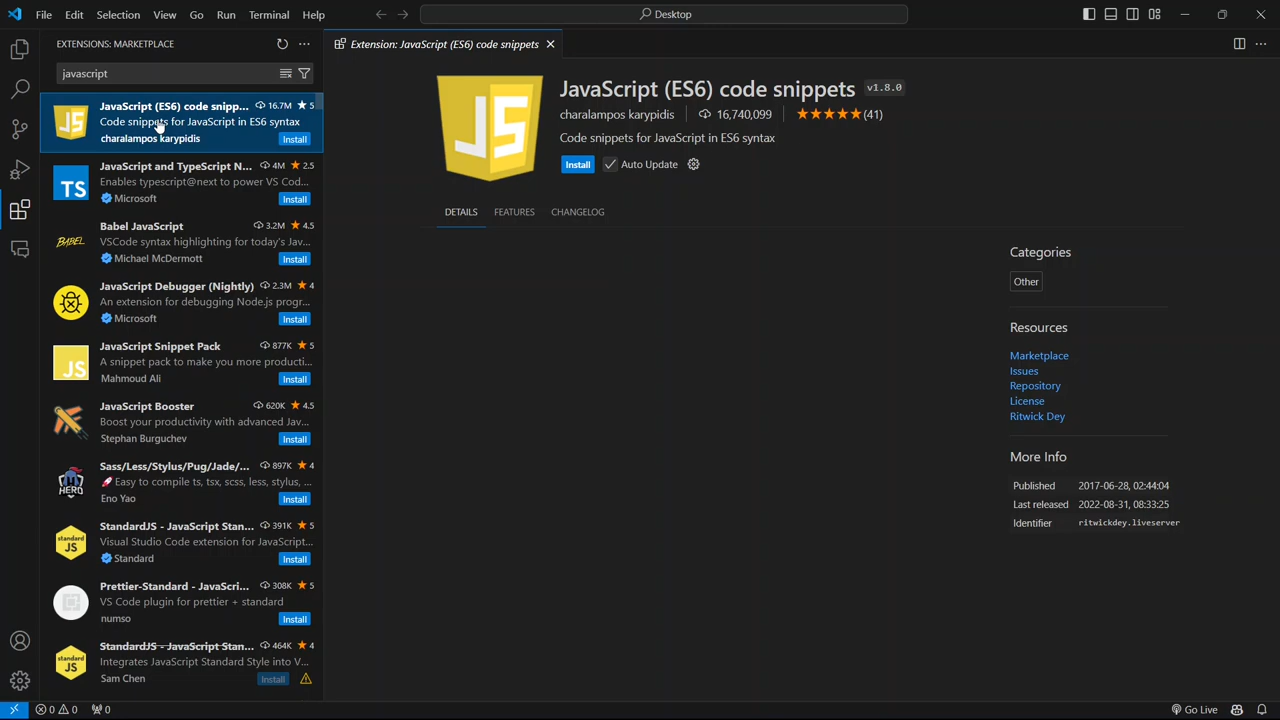 File Edit Selection View Go Run Terminal Help
Desktop
EXTENSIONS: MARKETPLACE
javascript
JavaScript (ES6) code snipp... 16.7M ★ 5
Code snippets for JavaScript in ES6 syntax
charalampos karypidis Install
JavaScript and TypeScript N... 4M ★ 2.5
Enables typescript@next to power VS Cod...
Microsoft Install
Babel JavaScript 3.2M ★ 4.5
VSCode syntax highlighting for today's Jav...
Michael McDermott Install
JavaScript Debugger (Nightly) 2.3M ★ 4
An extension for debugging Node.js progr...
Microsoft Install
JavaScript Snippet Pack 877K ★ 5
A snippet pack to make you more producti...
Mahmoud Ali Install
JavaScript Booster 620K ★ 4.5
Boost your productivity with advanced Jav...
Stephan Burguchev Install
Sass/Less/Stylus/Pug/Jade/... 897K ★ 4
🚀 Easy to compile ts, tsx, scss, less, stylus, ...
Eno Yao Install
StandardJS - JavaScript Stan... 391K ★ 5
Visual Studio Code extension for JavaScript...
Standard Install
Prettier-Standard - JavaScri... 308K ★ 5
VS Code plugin for prettier + standard
numso Install
StandardJS - JavaScript Stan... 464K ★ 4
Integrates JavaScript Standard Style into V...
Sam Chen Install
Extension: JavaScript (ES6) code snippets
JS
TS
BABEL
JS
HERO
standard JS
standard JS
JS
JavaScript (ES6) code snippets v1.8.0
charalampos karypidis 16,740,099 ★★★★★(41)
Code snippets for JavaScript in ES6 syntax
Install Auto Update
DETAILS FEATURES CHANGELOG
Categories
Other
Resources
Marketplace
Issues
Repository
License
Ritwick Dey
More Info
Published 2017-06-28, 02:44:04
Last released 2022-08-31, 08:33:25
Identifier ritwickdey.liveserver
0 0 0 Go Live